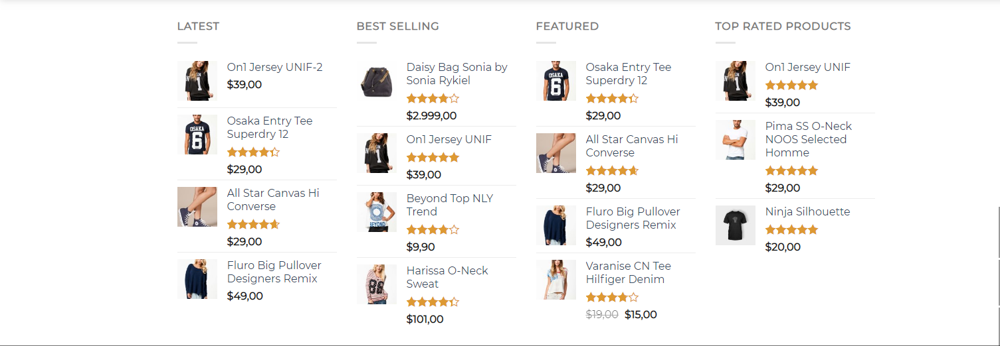 LATEST
On1 Jersey UNIF-2
$39,00
OSAKA
6
Osaka Entry Tee
Superdry 12
$29,00
All Star Canvas Hi
Converse
$29,00
Fluro Big Pullover
Designers Remix
$49,00
BEST SELLING
Daisy Bag Sonia by
Sonia Rykiel
$2.999,00
On1 Jersey UNIF
$39,00
BEYOND
Beyond Top NLY
Trend
$9,90
Harissa O-Neck
Sweat
$101,00
FEATURED
OSAKA
6
Osaka Entry Tee
Superdry 12
$29,00
All Star Canvas Hi
Converse
$29,00
Fluro Big Pullover
Designers Remix
$49,00
Varanise CN Tee
Hilfiger Denim
$19,00 $15,00
TOP RATED PRODUCTS
On1 Jersey UNIF
$39,00
Pima SS O-Neck
NOOS Selected
Homme
$29,00
Ninja Silhouette
$20,00